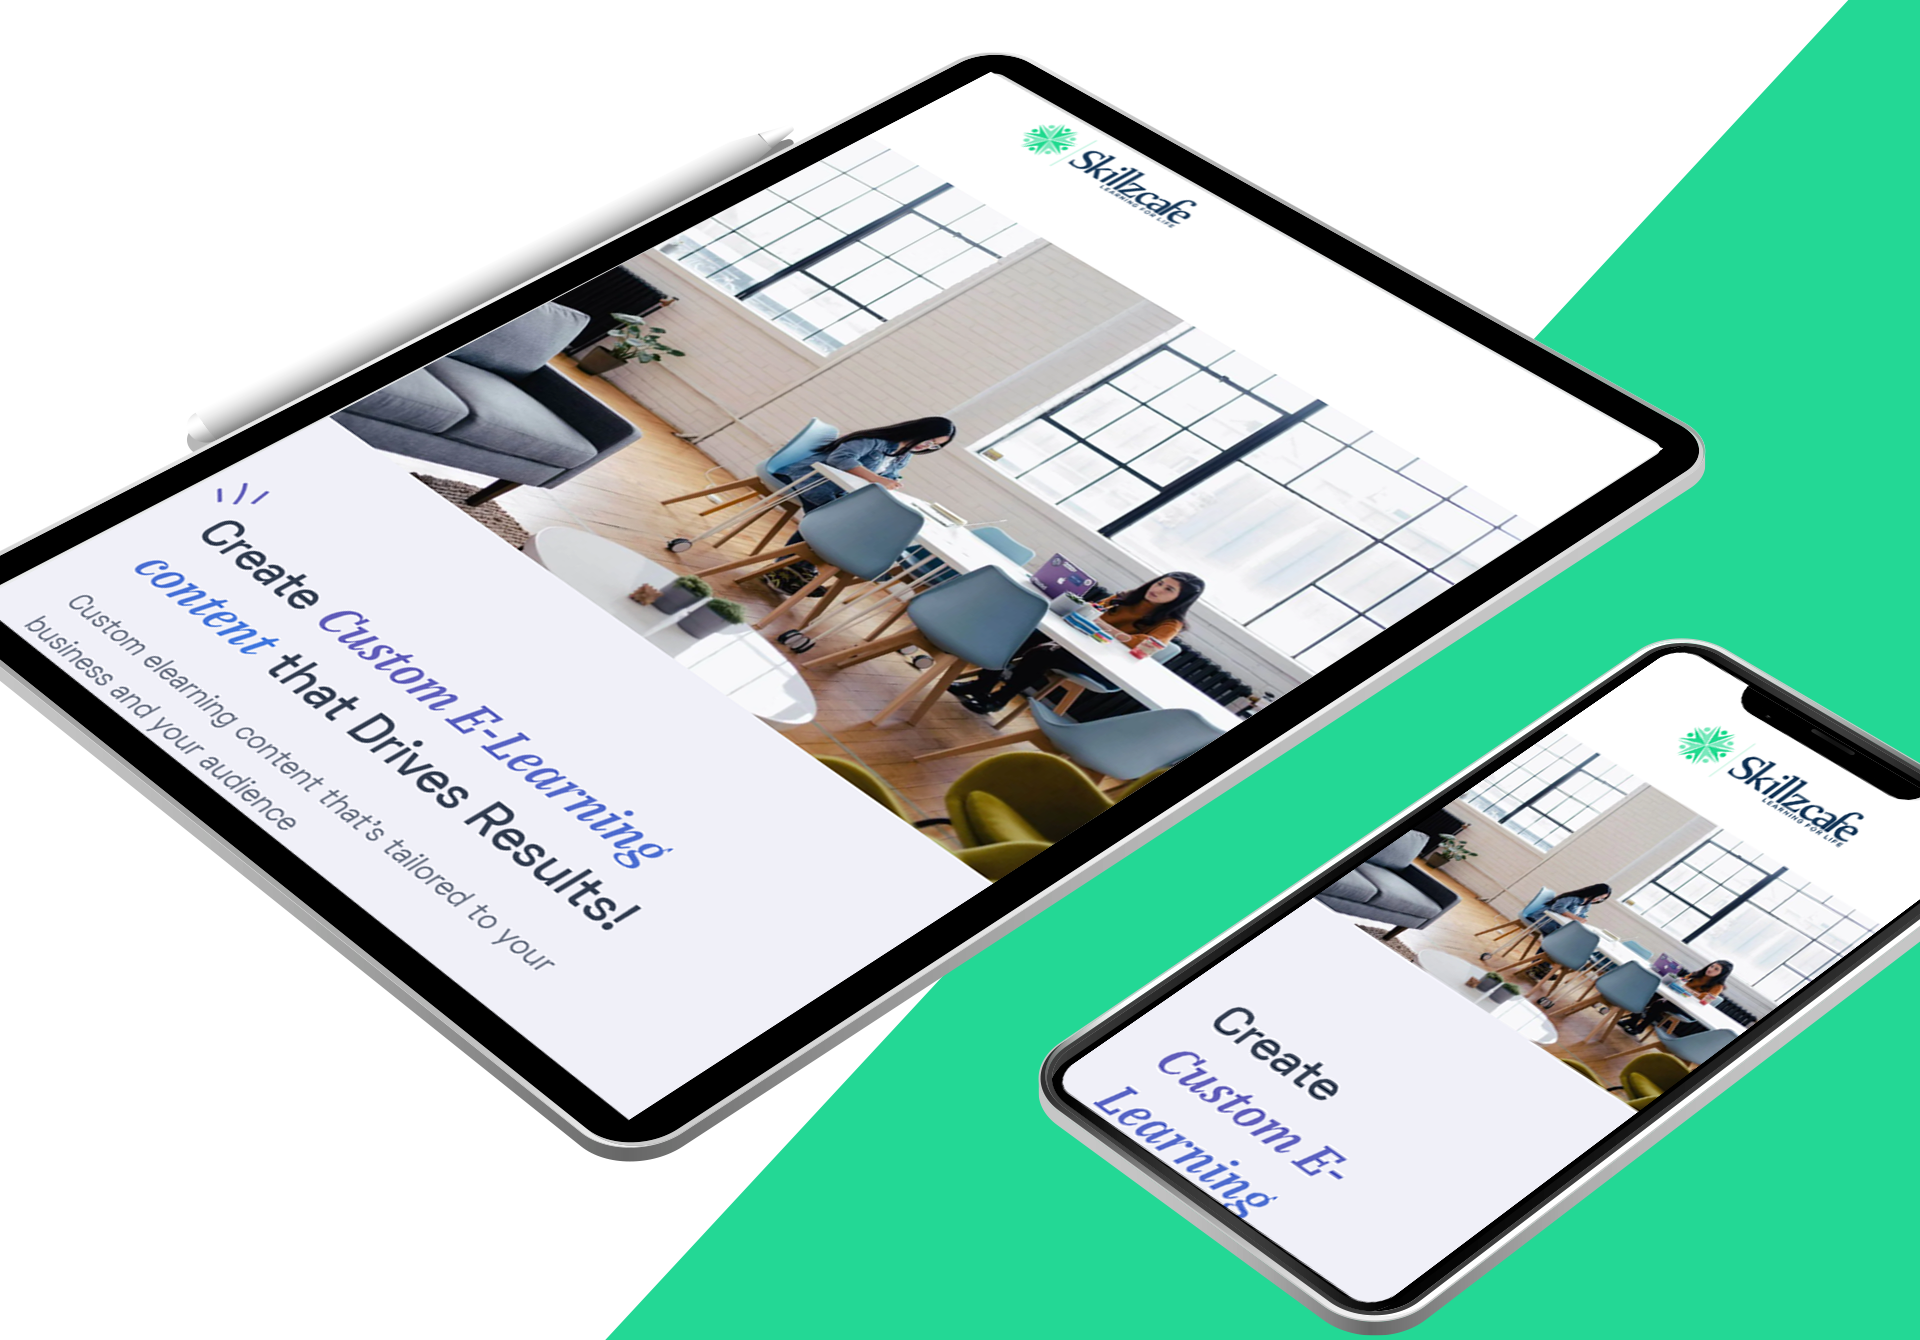 Skillzcafe
LEARNING FOR LIFE
Create Custom E-Learning
content that Drives Results!
Custom elearning content that's tailored to your
business and your audience
Skillzcafe
LEARNING FOR LIFE
Create
Custom E-
Learning